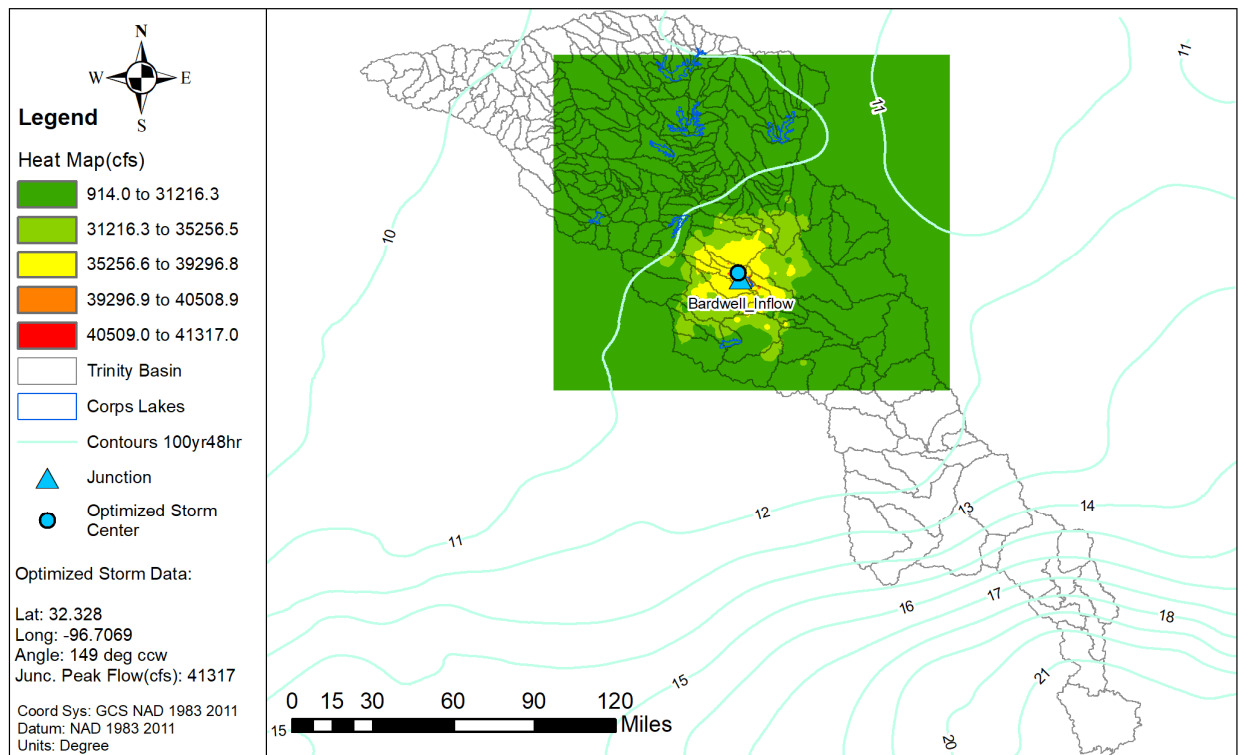 N
W E
S
Legend
Heat Map(cfs)
914.0 to 31216.3
31216.3 to 35256.5
35256.6 to 39296.8
39296.9 to 40508.9
40509.0 to 41317.0
Trinity Basin
Corps Lakes
Contours 100yr48hr
Junction
Optimized Storm
Center
Optimized Storm Data:
Lat: 32.328
Long: -96.7069
Angle: 149 deg ccw
Junc. Peak Flow(cfs): 41317
Coord Sys: GCS NAD 1983 2011
Datum: NAD 1983 2011
Units: Degree
11
11
10
Bardwell_Inflow
12
13
14
11
16
17
18
15
21
20
15
0 15 30 60 90 120
Miles